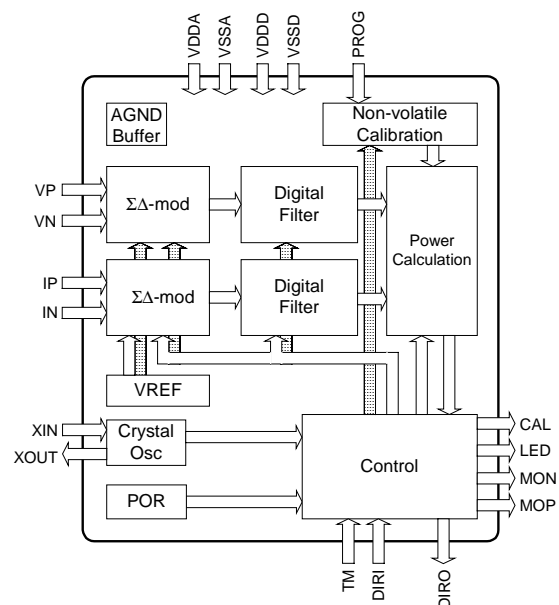 VDDA
VSSA
VDDD
VSSD
PROG
AGND
Buffer
Non-volatile
Calibration
VP
VN
ΣΔ-mod
Digital
Filter
Power
Calculation
IP
IN
ΣΔ-mod
Digital
Filter
VREF
XIN
XOUT
Crystal
Osc
Control
CAL
LED
MON
MOP
POR
TM
DIRI
DIRO